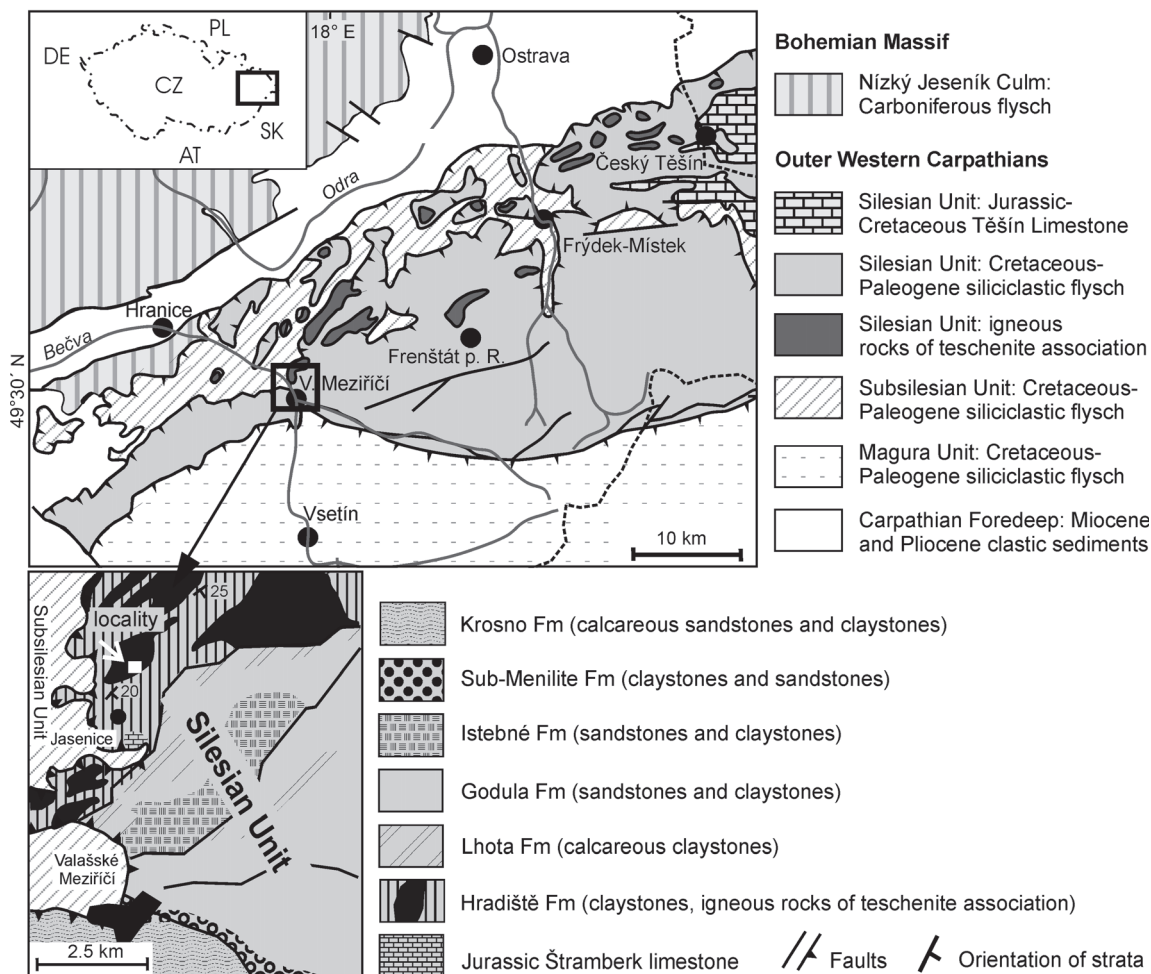 DE
PL
CZ
SK
AT
18° E
49°30´ N
Ostrava
Odra
Český Těšín
Frýdek-Místek
Hranice
Bečva
Frenštát p. R.
V. Meziříčí
Vsetín
10 km
Bohemian Massif
Nízký Jeseník Culm:
Carboniferous flysch
Outer Western Carpathians
Silesian Unit: Jurassic-
Cretaceous Těšín Limestone
Silesian Unit: Cretaceous-
Paleogene siliciclastic flysch
Silesian Unit: igneous
rocks of teschenite association
Subsilesian Unit: Cretaceous-
Paleogene siliciclastic flysch
Magura Unit: Cretaceous-
Paleogene siliciclastic flysch
Carpathian Foredeep: Miocene
and Pliocene clastic sediments
Subsilesian Unit
locality
25
20
Jasenice
Silesian Unit
Valašské
Meziříčí
2.5 km
Krosno Fm (calcareous sandstones and claystones)
Sub-Menilite Fm (claystones and sandstones)
Istebné Fm (sandstones and claystones)
Godula Fm (sandstones and claystones)
Lhota Fm (calcareous claystones)
Hradiště Fm (claystones, igneous rocks of teschenite association)
Jurassic Štramberk limestone
Faults
Orientation of strata